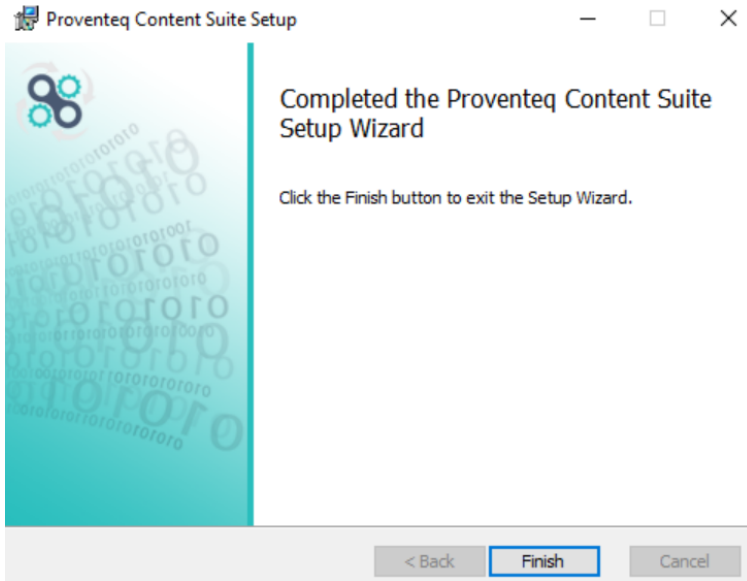 Proventeq Content Suite Setup
Completed the Proventeq Content Suite
Setup Wizard
Click the Finish button to exit the Setup Wizard.
< Back
Finish
Cancel